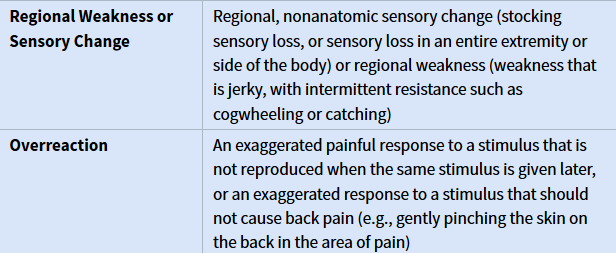 Regional Weakness or
Sensory Change
Regional, nonanatomic sensory change (stocking
sensory loss, or sensory loss in an entire extremity or
side of the body) or regional weakness (weakness that
is jerky, with intermittent resistance such as
cogwheeling or catching)
Overreaction
An exaggerated painful response to a stimulus that is
not reproduced when the same stimulus is given later,
or an exaggerated response to a stimulus that should
not cause back pain (e.g., gently pinching the skin on
the back in the area of pain)